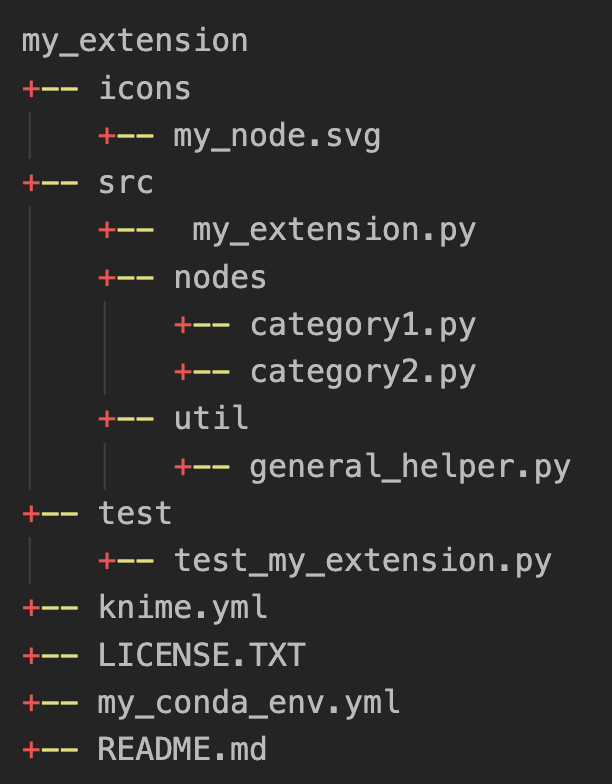 my_extension
+── icons
│   +── my_node.svg
+── src
│   +──  my_extension.py
│   +── nodes
│   │   +── category1.py
│   │   +── category2.py
│   +── util
│   │   +── general_helper.py
+── test
│   +── test_my_extension.py
+── knime.yml
+── LICENSE.TXT
+── my_conda_env.yml
+── README.md